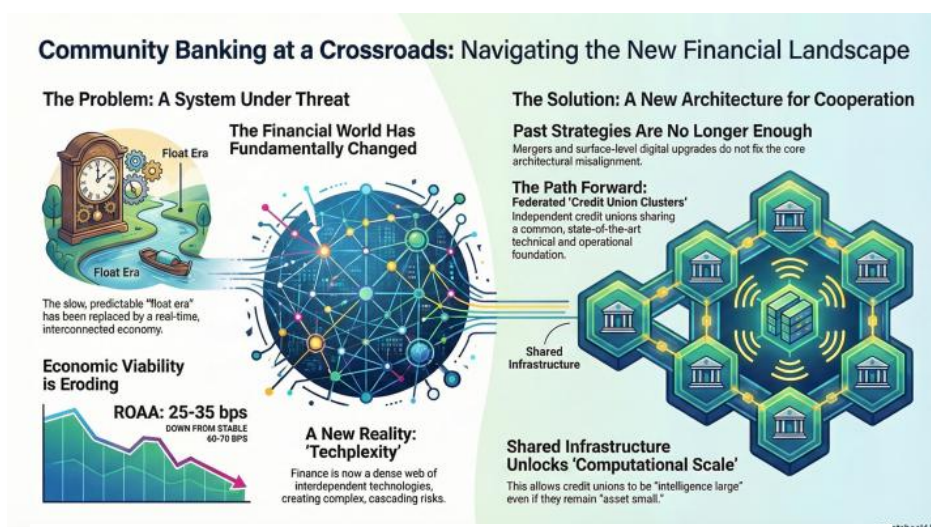 Community Banking at a Crossroads: Navigating the New Financial Landscape
The Problem: A System Under Threat
Float Era
Float Era
The slow, predictable "float era"
has been replaced by a real-time,
interconnected economy.
The Financial World Has
Fundamentally Changed
Economic Viability
is Eroding
ROAA: 25-35 bps
DOWN FROM STABLE
60-70 BPS
A New Reality:
'Techplexity'
Finance is now a dense web of
interdependent technologies,
creating complex, cascading risks.
The Solution: A New Architecture for Cooperation
Past Strategies Are No Longer Enough
Mergers and surface-level digital upgrades do not fix the core
architectural misalignment.
The Path Forward:
Federated 'Credit Union Clusters'
Independent credit unions sharing
a common, state-of-the-art
technical and operational
foundation.
Shared
Infrastructure
Shared Infrastructure
Unlocks 'Computational Scale'
This allows credit unions to be "intelligence large"
even if they remain "asset small."